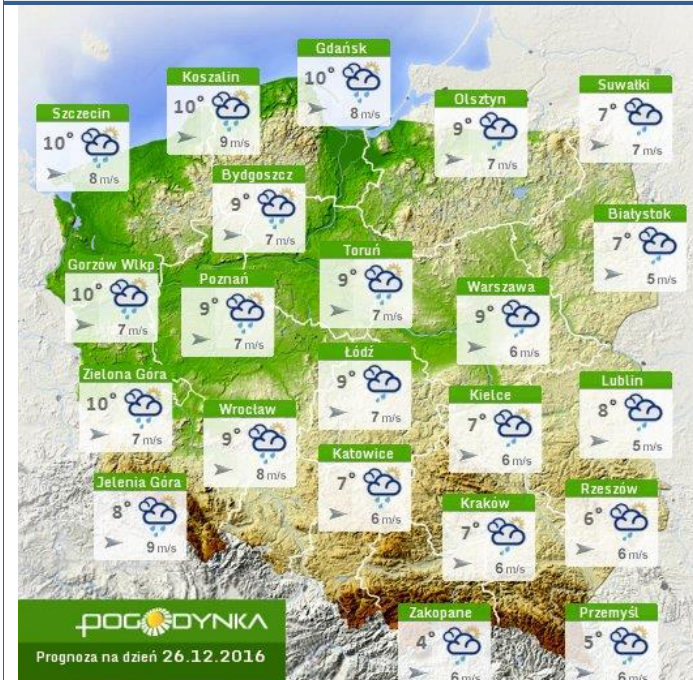 Gdańsk
10°
8 m/s
Koszalin
10°
9 m/s
Suwałki
7°
7 m/s
Olsztyn
9°
7 m/s
Szczecin
10°
8 m/s
Bydgoszcz
9°
7 m/s
Białystok
7°
5 m/s
Toruń
9°
7 m/s
Gorzów Wlkp
10°
7 m/s
Poznań
9°
7 m/s
Warszawa
9°
6 m/s
Łódź
9°
7 m/s
Zielona Góra
10°
7 m/s
Lublin
8°
5 m/s
Kielce
7°
6 m/s
Wrocław
9°
8 m/s
Katowice
7°
6 m/s
Jelenia Góra
8°
9 m/s
Rzeszów
6°
6 m/s
Kraków
7°
6 m/s
Zakopane
4°
6 m/s
Przemyśl
5°
6 m/s
POGODYNKA
Prognoza na dzień 26.12.2016